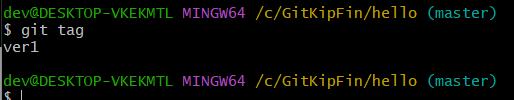 dev@DESKTOP-VKEKMTL MINGW64 /c/GitKipFin/hello (master)
$ git tag
ver1
dev@DESKTOP-VKEKMTL MINGW64 /c/GitKipFin/hello (master)
$